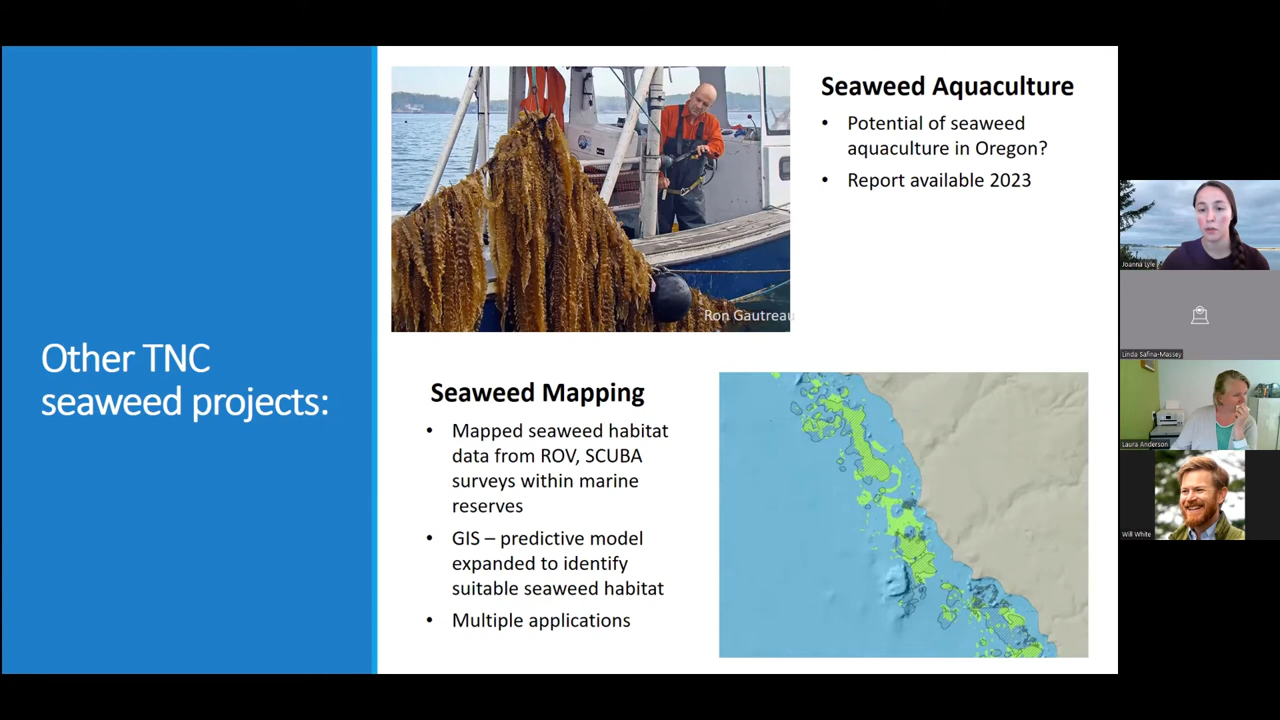 Other TNC
seaweed projects:
Ron Gautreau
Seaweed Aquaculture
• Potential of seaweed
aquaculture in Oregon?
• Report available 2023
Seaweed Mapping
• Mapped seaweed habitat
data from ROV, SCUBA
surveys within marine
reserves
• GIS – predictive model
expanded to identify
suitable seaweed habitat
• Multiple applications
Joanna Lyle
Linda Safina-Massey
Laura Anderson
Will White